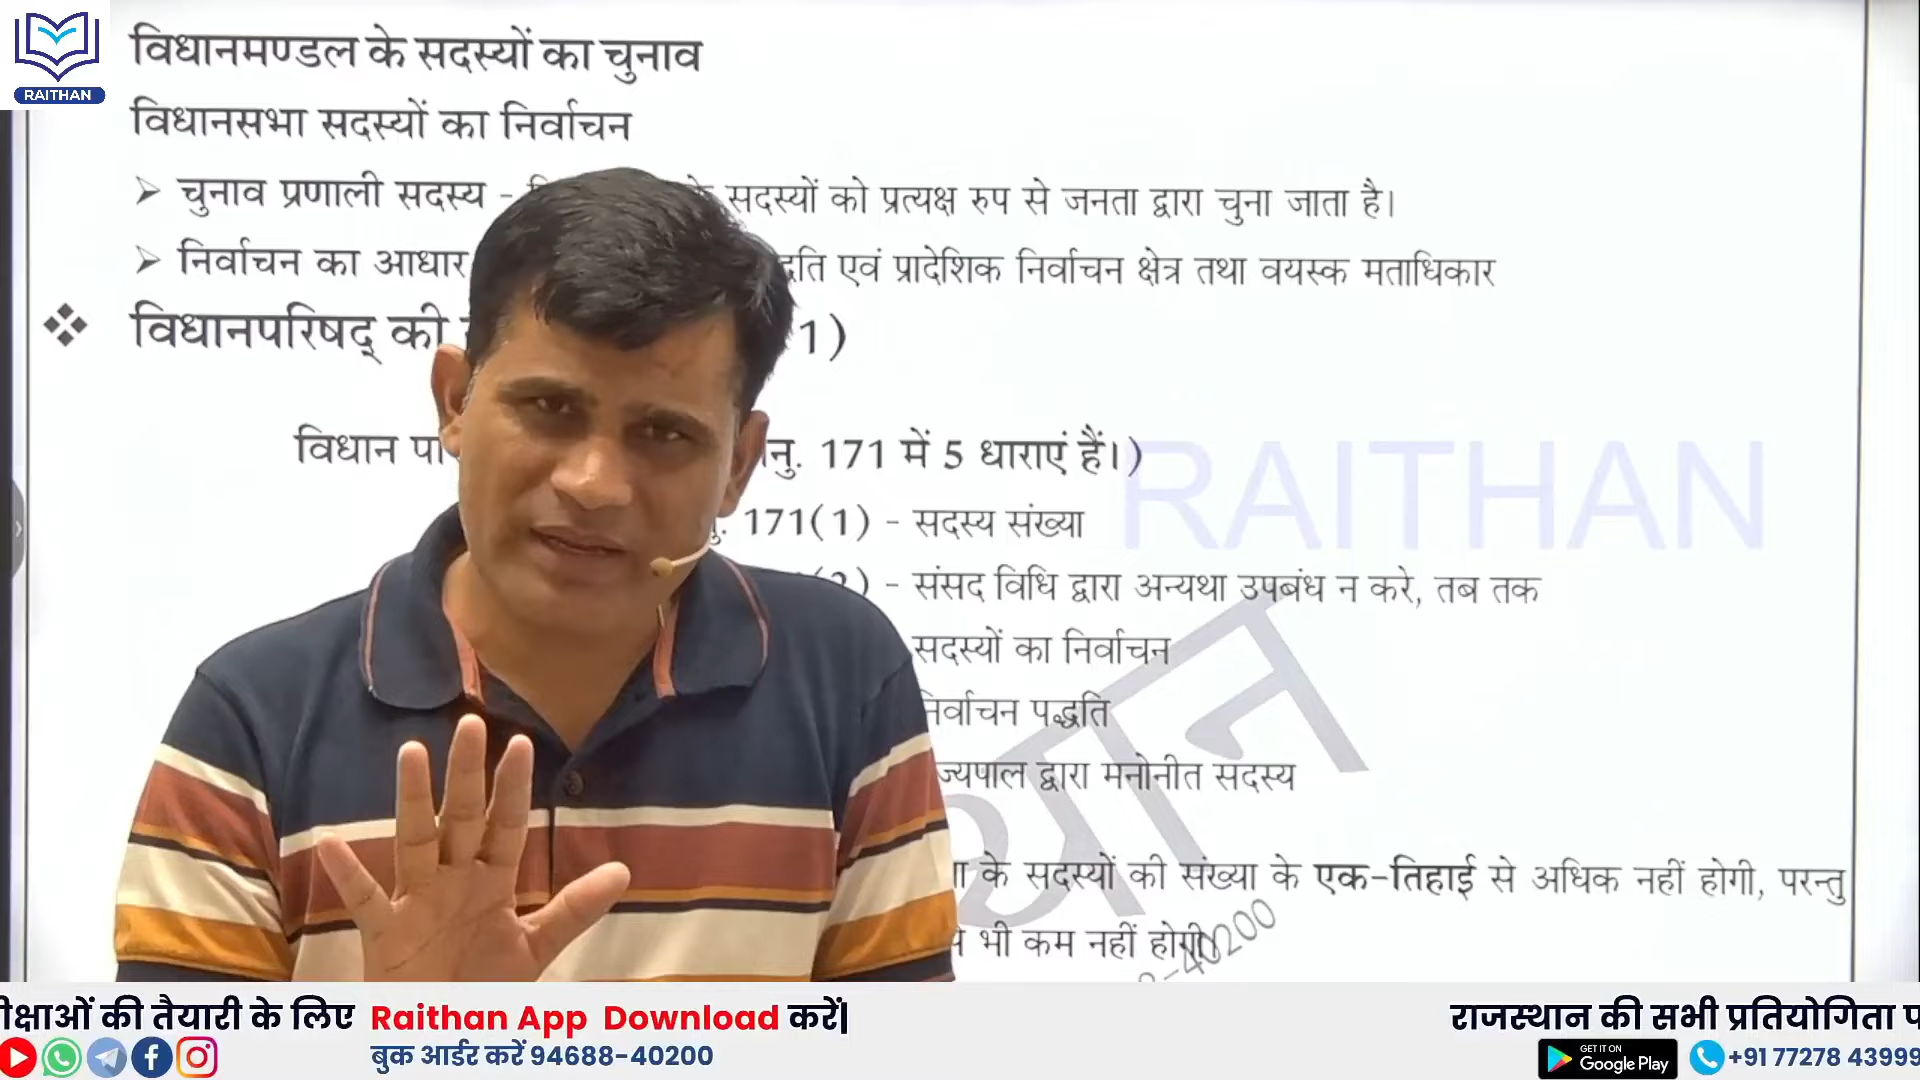 RAITHAN
विधानमण्डल के सदस्यों का चुनाव
विधानसभा सदस्यों का निर्वाचन
➢ चुनाव प्रणाली सदस्य - सदस्यों को प्रत्यक्ष रुप से जनता द्वारा चुना जाता है।
➢ निर्वाचन का आधार एवं प्रादेशिक निर्वाचन क्षेत्र तथा वयस्क मताधिकार
❖ विधानपरिषद् की 1)
विधान 171 में 5 धाराएं हैं।)
171(1) - सदस्य संख्या
- संसद विधि द्वारा अन्यथा उपबंध न करे, तब तक
सदस्यों का निर्वाचन
निर्वाचन पद्धति
द्वारा मनोनीत सदस्य
के सदस्यों की संख्या के एक-तिहाई से अधिक नहीं होगी, परन्तु
भी कम नहीं होगी।
RAITHAN
40200
की तैयारी के लिए Raithan App Download करें|
बुक आर्डर करें 94688-40200
राजस्थान की सभी प्रतियोगिता
GET IT ON
Google Play
+91 77278 43999